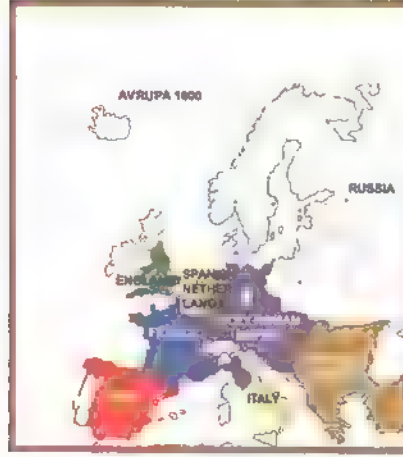 AVRUPA 1600
RUSSIA
ENGLAND
SPANISH
NETHER
LANDS
ITALY